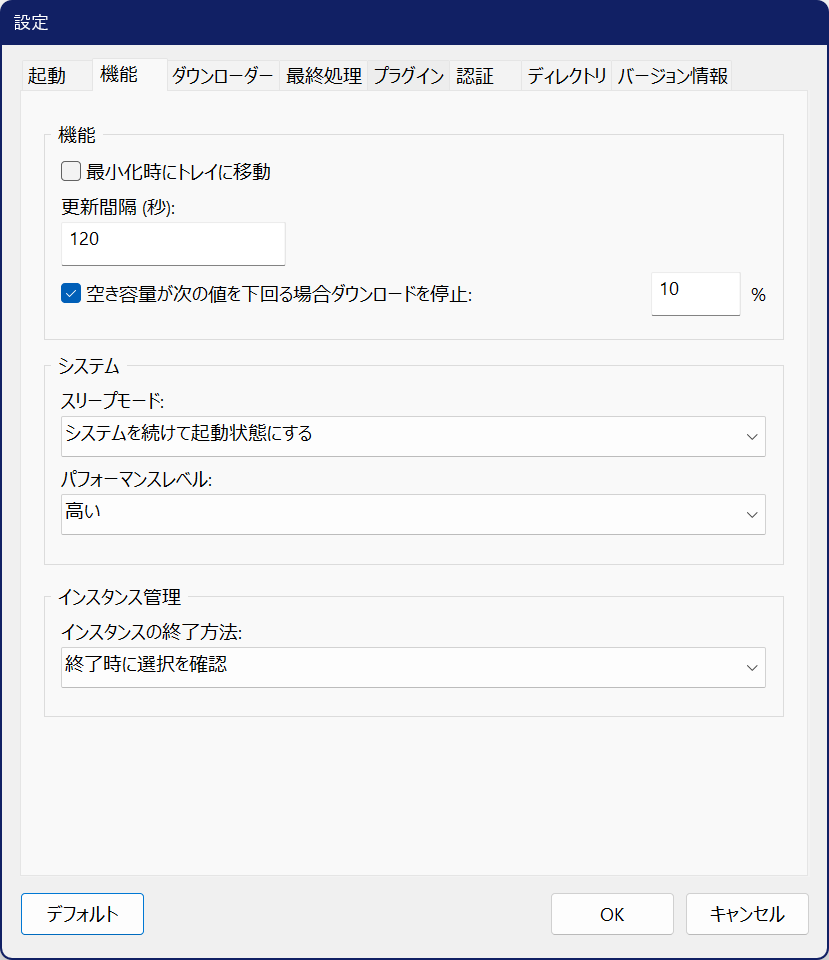 設定
起動 機能 ダウンローダー 最終処理 プラグイン 認証 ディレクトリ バージョン情報
機能
最小化時にトレイに移動
更新間隔 (秒):
120
空き容量が次の値を下回る場合ダウンロードを停止: 10 %
システム
スリープモード:
システムを続けて起動状態にする
パフォーマンスレベル:
高い
インスタンス管理
インスタンスの終了方法:
終了時に選択を確認
デフォルト OK キャンセル